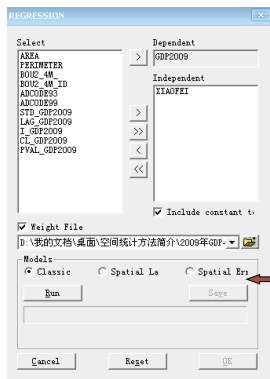 REGRESSION
Select
Dependent
AREA
PERIMETER
BOU2_4M_
BOU2_4M_ID
ADCODE93
ADCODE99
STD_GDP2009
LAG_GDP2009
I_GDP2009
CL_GDP2009
PVAL_GDP2009
>
GDP2009
Independent
XIAOFEI
>
>>
<
<<
Include constant t
Weight File
D:\我的文档\桌面\空间统计方法简介\2009年GDP-
Models
Classic
Spatial La
Spatial Er
Run
Save
Cancel
Reset
OK